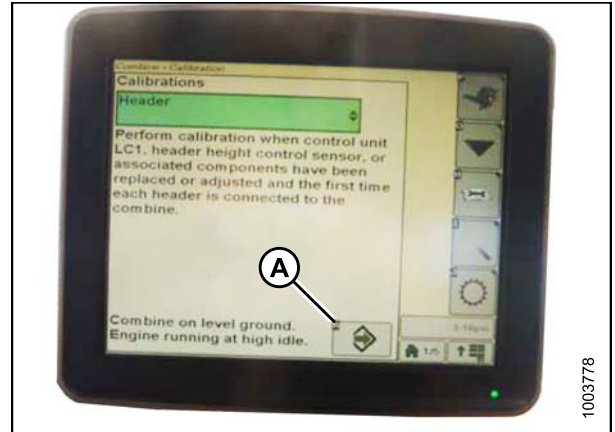 Combine - Calibration
Calibrations
Header
Perform calibration when control unit
LC1, header height control sensor, or
associated components have been
replaced or adjusted and the first time
each header is connected to the
combine.
A
Combine on level ground.
Engine running at high idle.
1/5
1003778